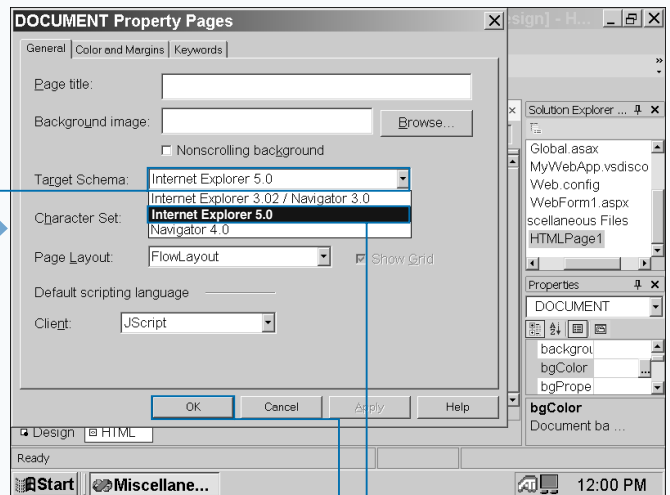 DOCUMENT Property Pages
sign] - H...
General
Color and Margins
Keywords
Page title:
Background image:
Browse...
Nonscrolling background
Target Schema:
Internet Explorer 5.0
Internet Explorer 3.02 / Navigator 3.0
Internet Explorer 5.0
Navigator 4.0
Character Set:
Page Layout:
FlowLayout
Show Grid
Default scripting language
Client:
JScript
OK
Cancel
Apply
Help
Solution Explorer ...
Global.asax
MyWebApp.vsdisco
Web.config
WebForm1.aspx
scellaneous Files
HTMLPage1
Properties
DOCUMENT
backgrou
bgColor
...
bgPrope
bgColor
Document ba ...
Design
HTML
Ready
Start
Miscellane...
12:00 PM